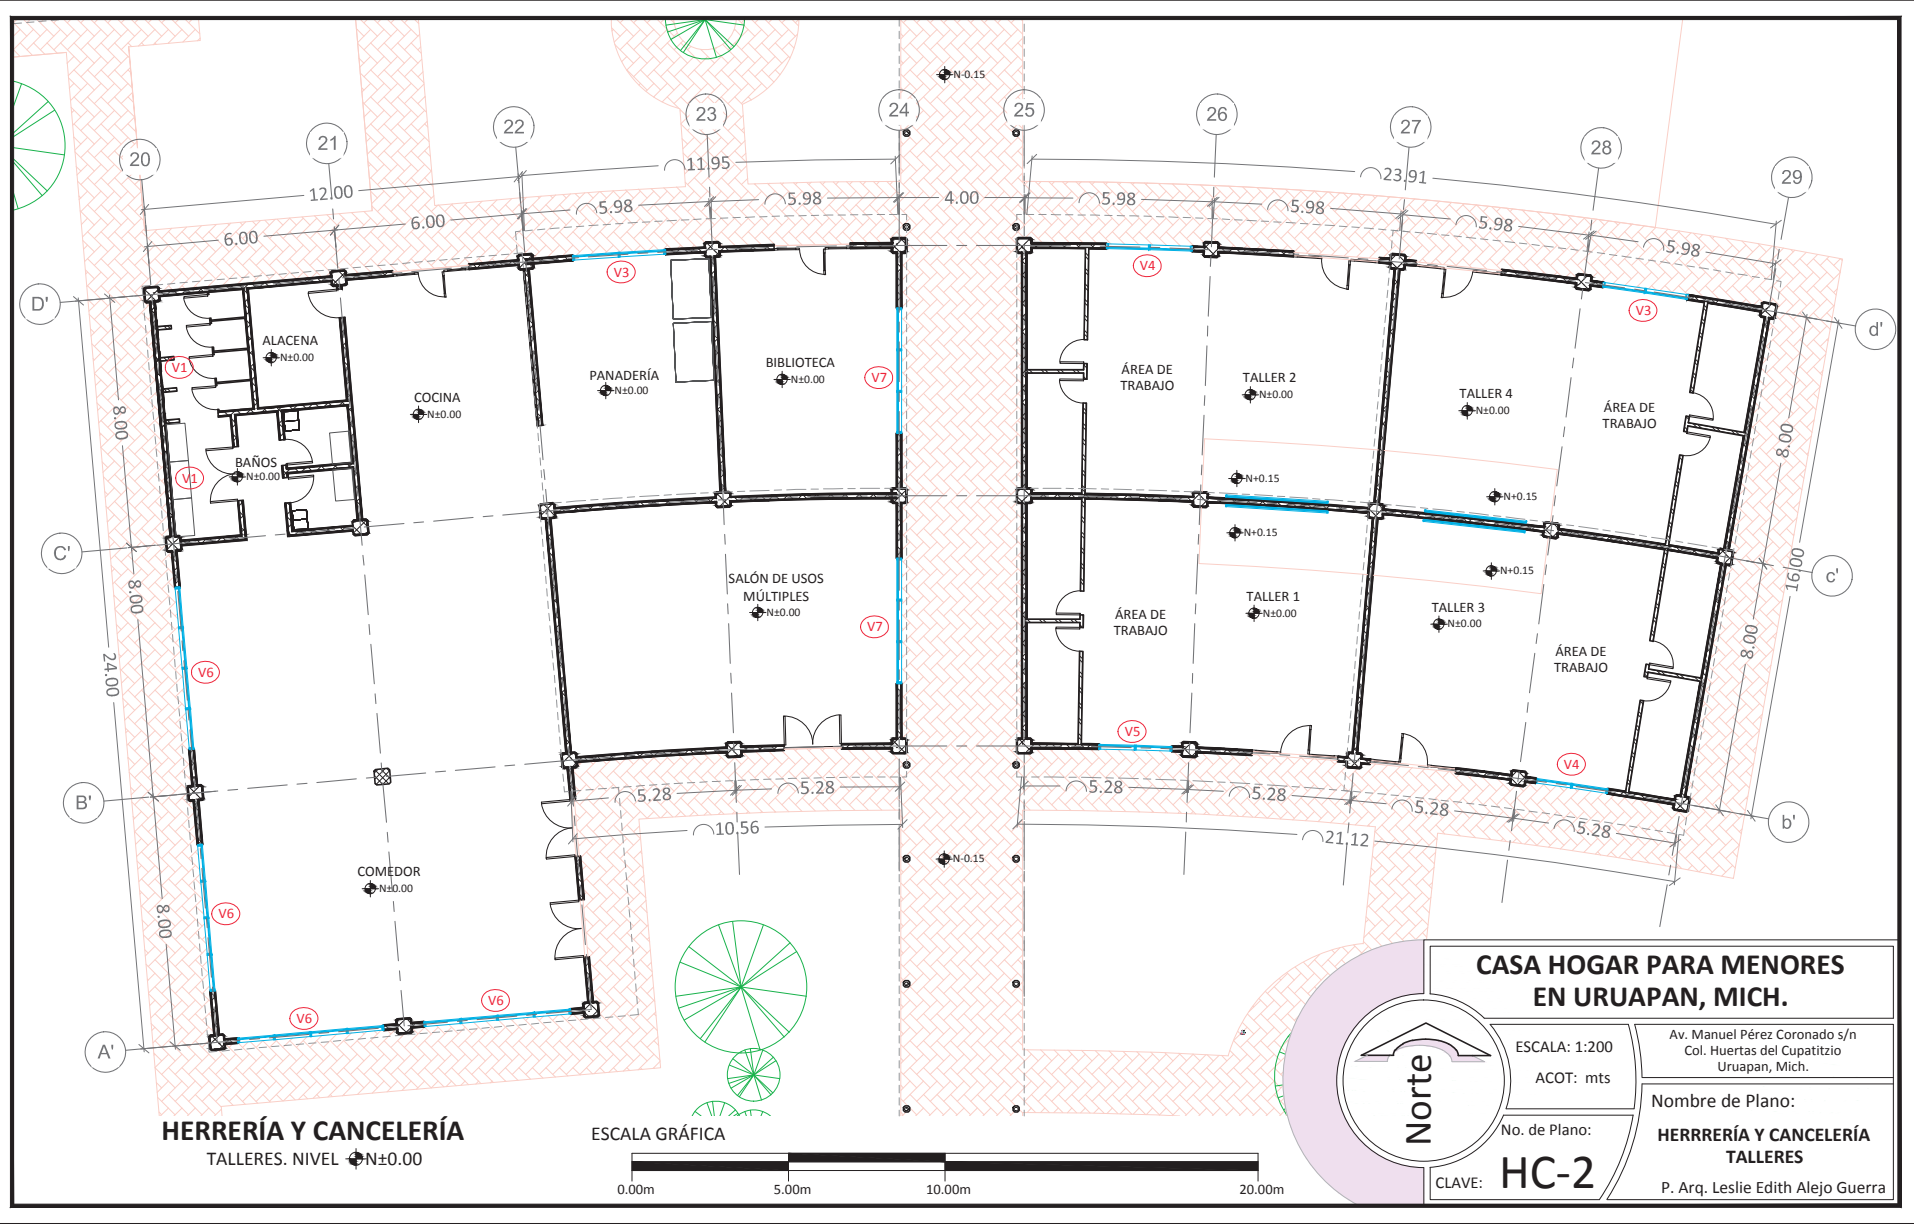 N-0.15
20
21
22
23
24
25
26
27
28
29
12.00
11.95
23.91
6.00
6.00
5.98
5.98
4.00
5.98
5.98
5.98
5.98
D'
C'
B'
A'
d'
c'
b'
8.00
8.00
8.00
24.00
8.00
8.00
16.00
V3
V4
V3
V1
V1
ALACENA
N±0.00
COCINA
N±0.00
PANADERÍA
N±0.00
BIBLIOTECA
N±0.00
V7
BAÑOS
N±0.00
ÁREA DE
TRABAJO
TALLER 2
N±0.00
TALLER 4
N±0.00
ÁREA DE
TRABAJO
N+0.15
N+0.15
N+0.15
N+0.15
SALÓN DE USOS
MÚLTIPLES
N±0.00
V7
ÁREA DE
TRABAJO
TALLER 1
N±0.00
TALLER 3
N±0.00
ÁREA DE
TRABAJO
V6
V5
V4
5.28
5.28
5.28
5.28
5.28
5.28
10.56
21.12
N-0.15
COMEDOR
N±0.00
V6
V6
V6
HERRERÍA Y CANCELERÍA
TALLERES. NIVEL N±0.00
ESCALA GRÁFICA
0.00m
5.00m
10.00m
20.00m
CASA HOGAR PARA MENORES
EN URUAPAN, MICH.
Norte
ESCALA: 1:200
ACOT: mts
Av. Manuel Pérez Coronado s/n
Col. Huertas del Cupatitzio
Uruapan, Mich.
No. de Plano:
CLAVE: HC-2
Nombre de Plano:
HERRRERÍA Y CANCELERÍA
TALLERES
P. Arq. Leslie Edith Alejo Guerra